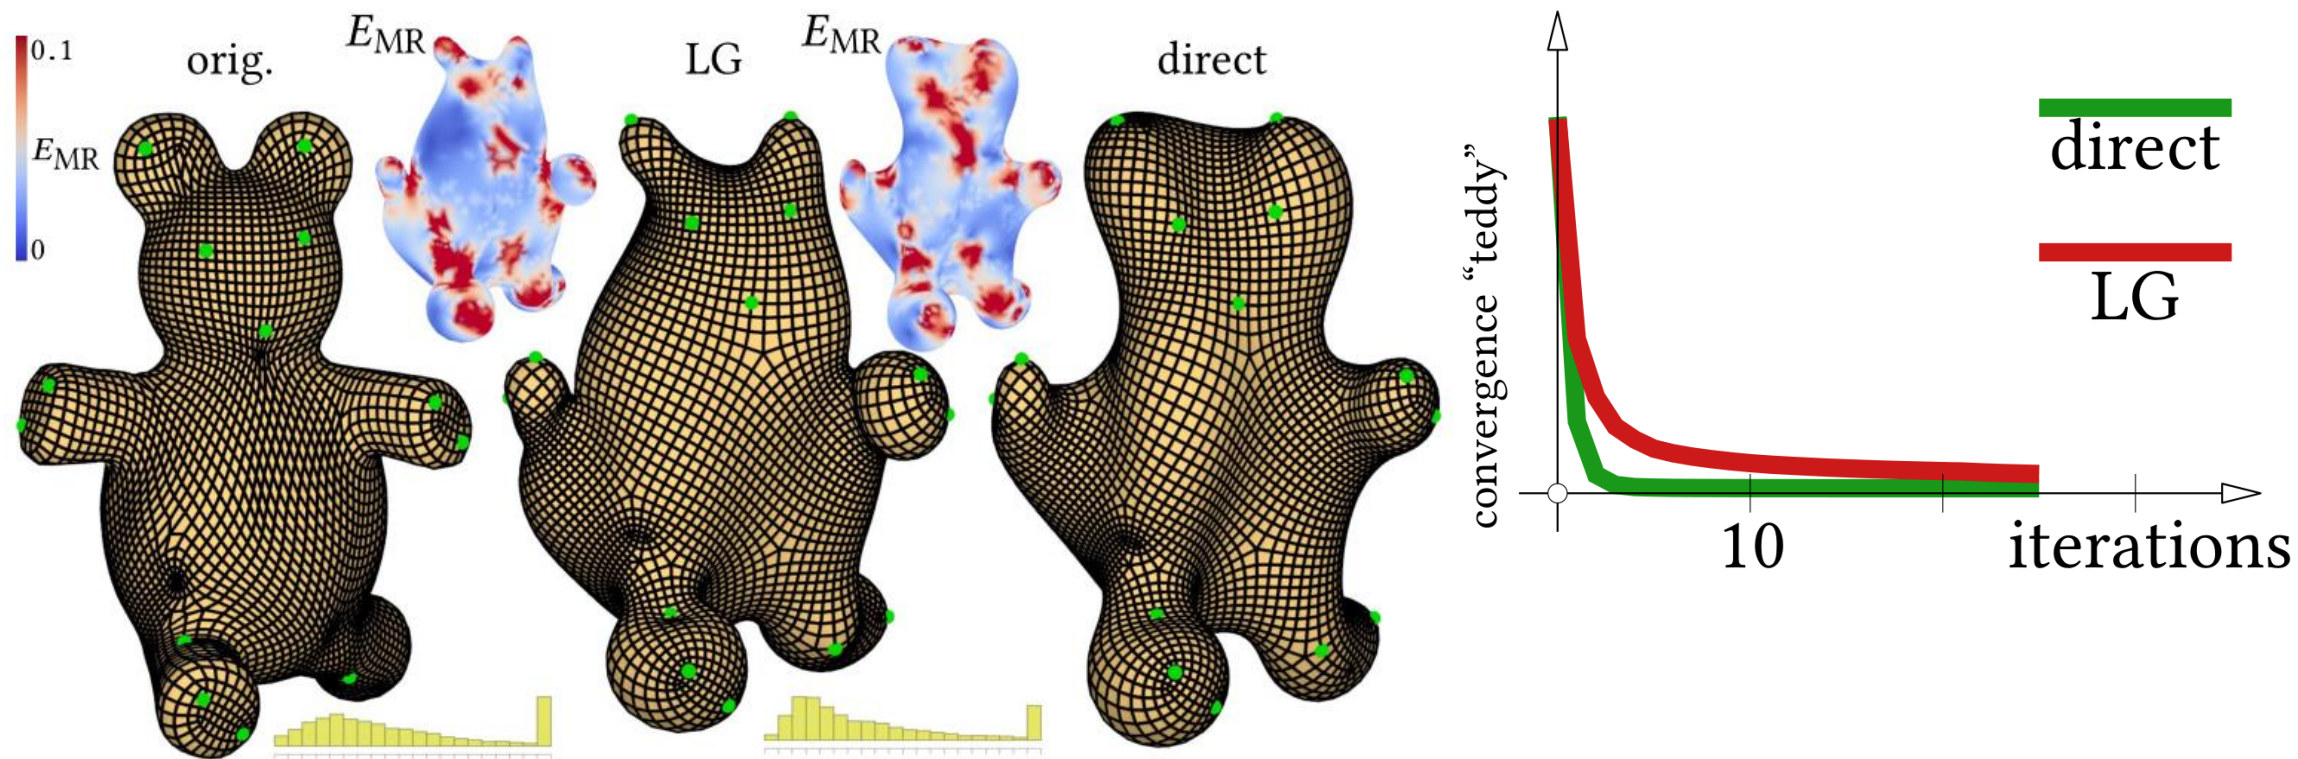 0.1
E_MR
0
orig.
E_MR
LG
E_MR
direct
convergence “teddy”
direct
LG
10
iterations